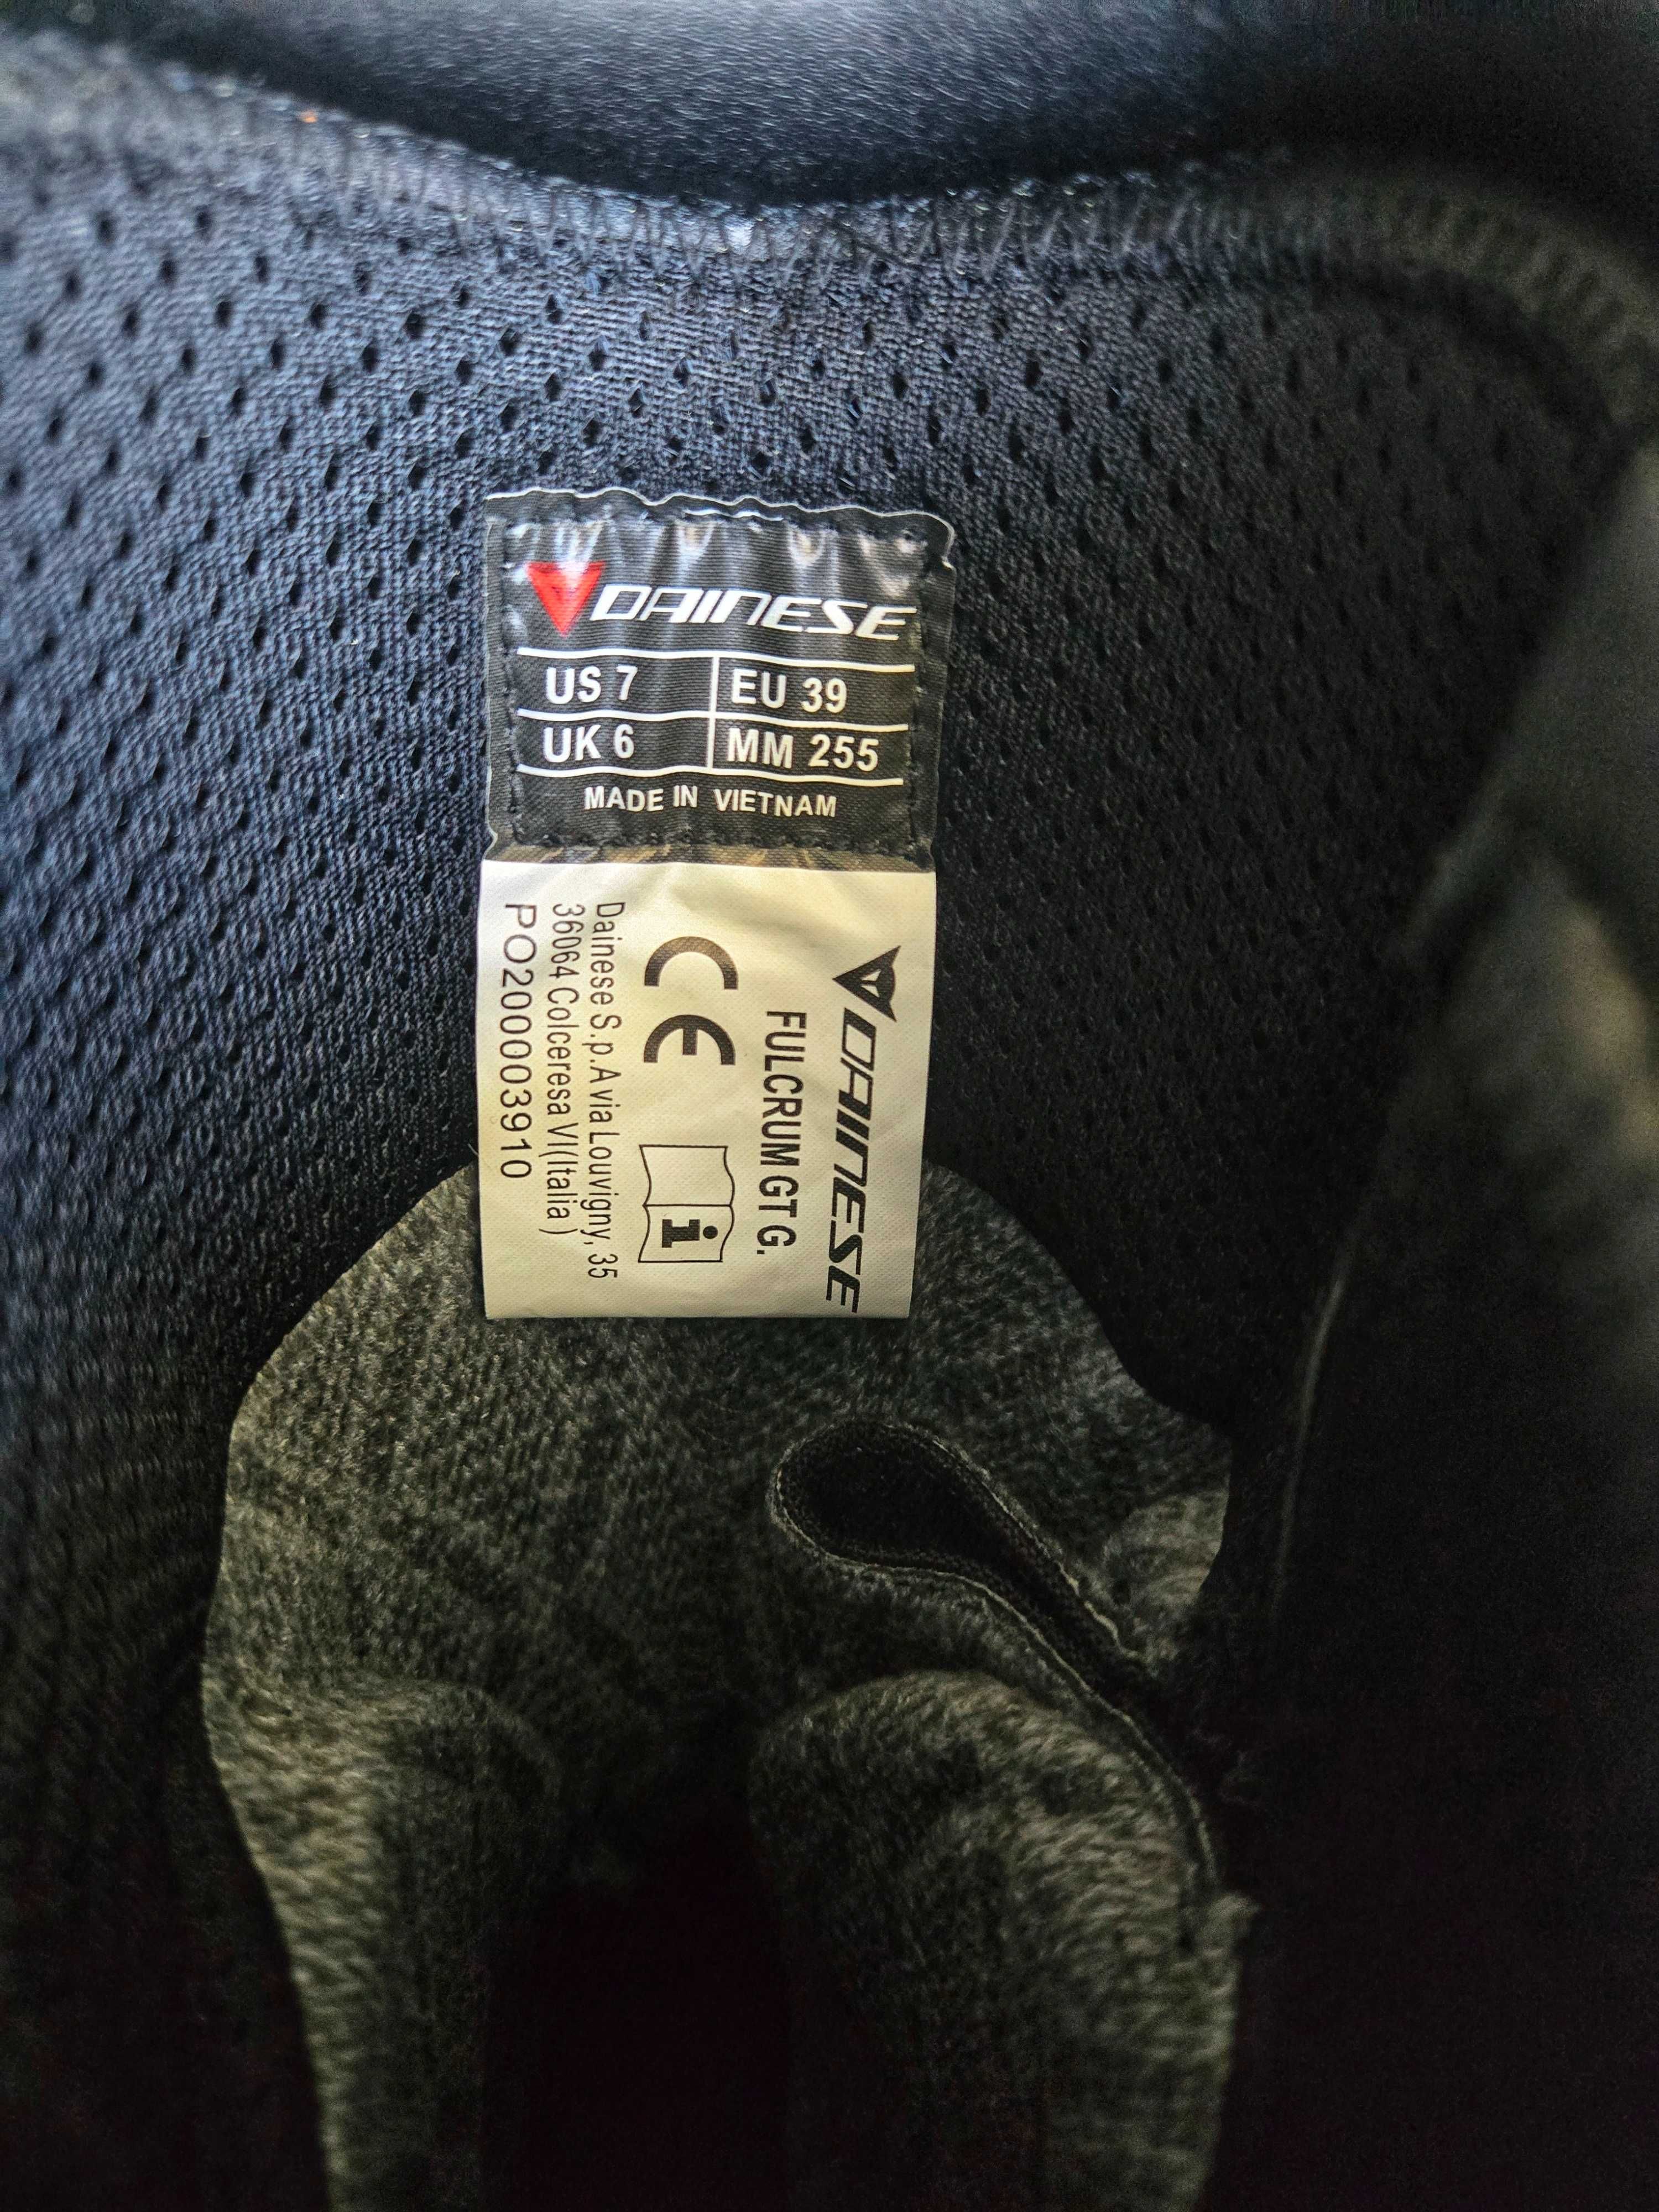 DAINESE
US 7 EU 39
UK 6 MM 255
MADE IN VIETNAM
DAINESE
FULCRUM GT G.
CE
i
Dainese S.p.A via Louvigny, 35
36064 Colceresa VI(Italia)
PO200003910